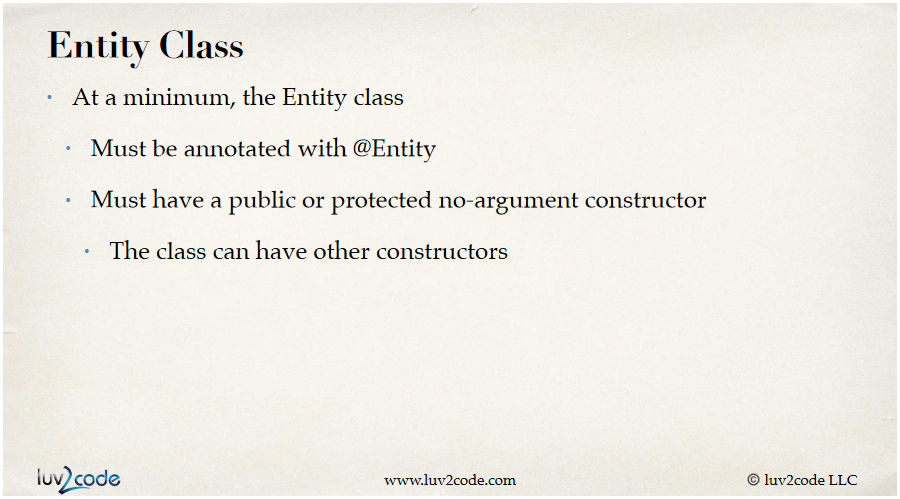 Entity Class
• At a minimum, the Entity class
• Must be annotated with @Entity
• Must have a public or protected no-argument constructor
• The class can have other constructors
luv2code
www.luv2code.com
© luv2code LLC